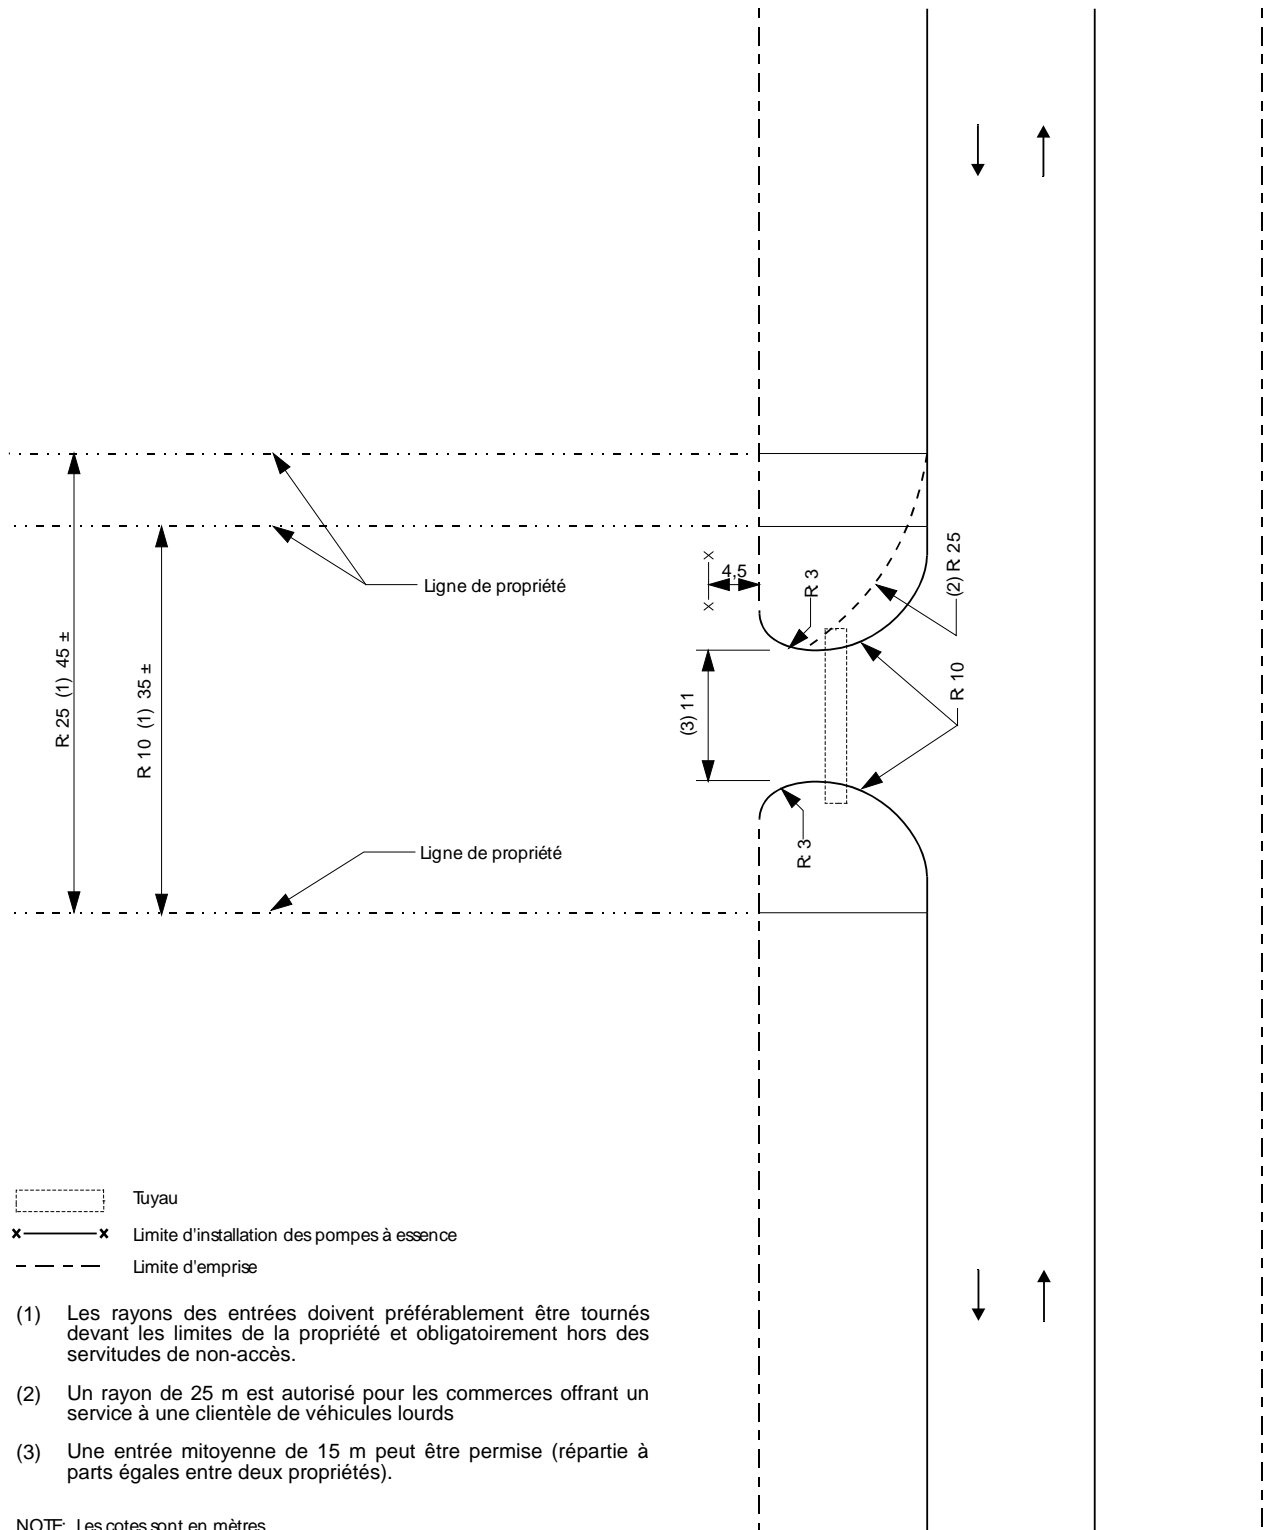 (2) R 25
4,5
R 3
Ligne de propriété
R 25 (1) 45 ±
R 10 (1) 35 ±
R 10
(3) 11
R 3
Ligne de propriété
Tuyau
Limite d'installation des pompes à essence
Limite d'emprise
(1) Les rayons des entrées doivent préférablement être tournés
devant les limites de la propriété et obligatoirement hors des
servitudes de non-accès.
(2) Un rayon de 25 m est autorisé pour les commerces offrant un
service à une clientèle de véhicules lourds
(3) Une entrée mitoyenne de 15 m peut être permise (répartie à
parts égales entre deux propriétés).
NOTE: Les cotes sont en mètres